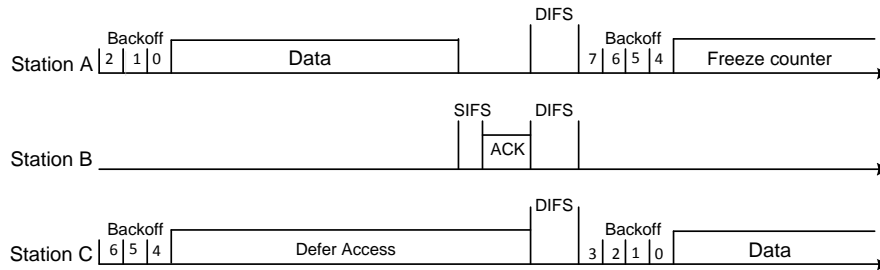 DIFS
Backoff
Backoff
Station A
2 1 0
Data
7 6 5 4
Freeze counter
SIFS
DIFS
Station B
ACK
DIFS
Backoff
Backoff
Station C
6 5 4
Defer Access
3 2 1 0
Data